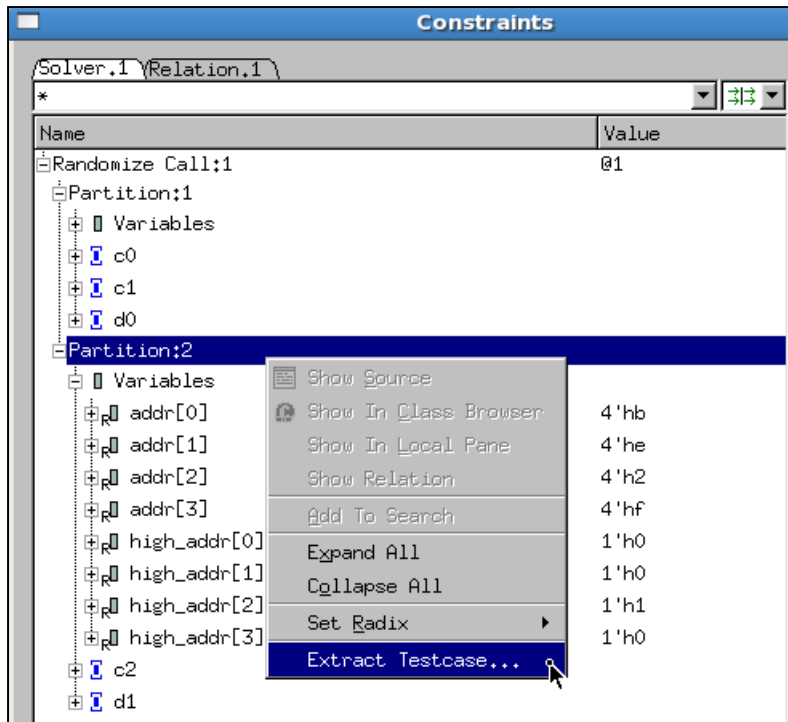 Constraints
Solver.1 Relation.1
*
Name Value
Randomize Call:1 @1
Partition:1
Variables
c0
c1
d0
Partition:2
Show Source
Variables
Show In Class Browser
addr[0] 4'hb
Show In Local Pane
addr[1] 4'he
Show Relation
addr[2] 4'h2
Add To Search
addr[3] 4'hf
Expand All
high_addr[0] 1'h0
Collapse All
high_addr[1] 1'h0
Set Radix
high_addr[2] 1'h1
high_addr[3] 1'h0
Extract Testcase...
c2
d1